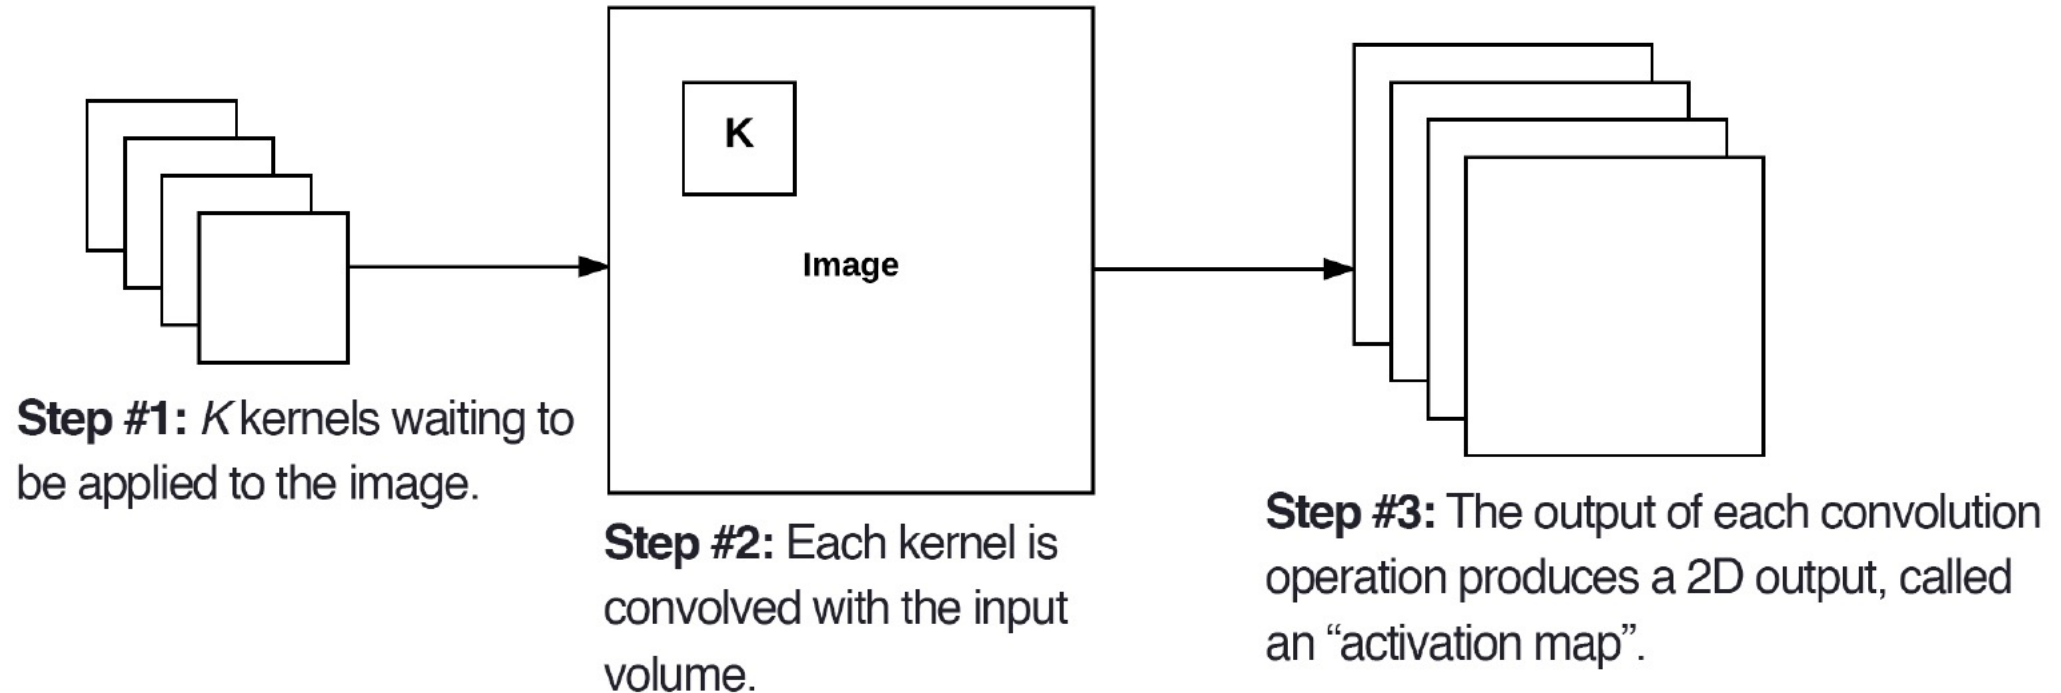 K
Image
Step #1: K kernels waiting to
be applied to the image.
Step #2: Each kernel is
convolved with the input
volume.
Step #3: The output of each convolution
operation produces a 2D output, called
an “activation map”.